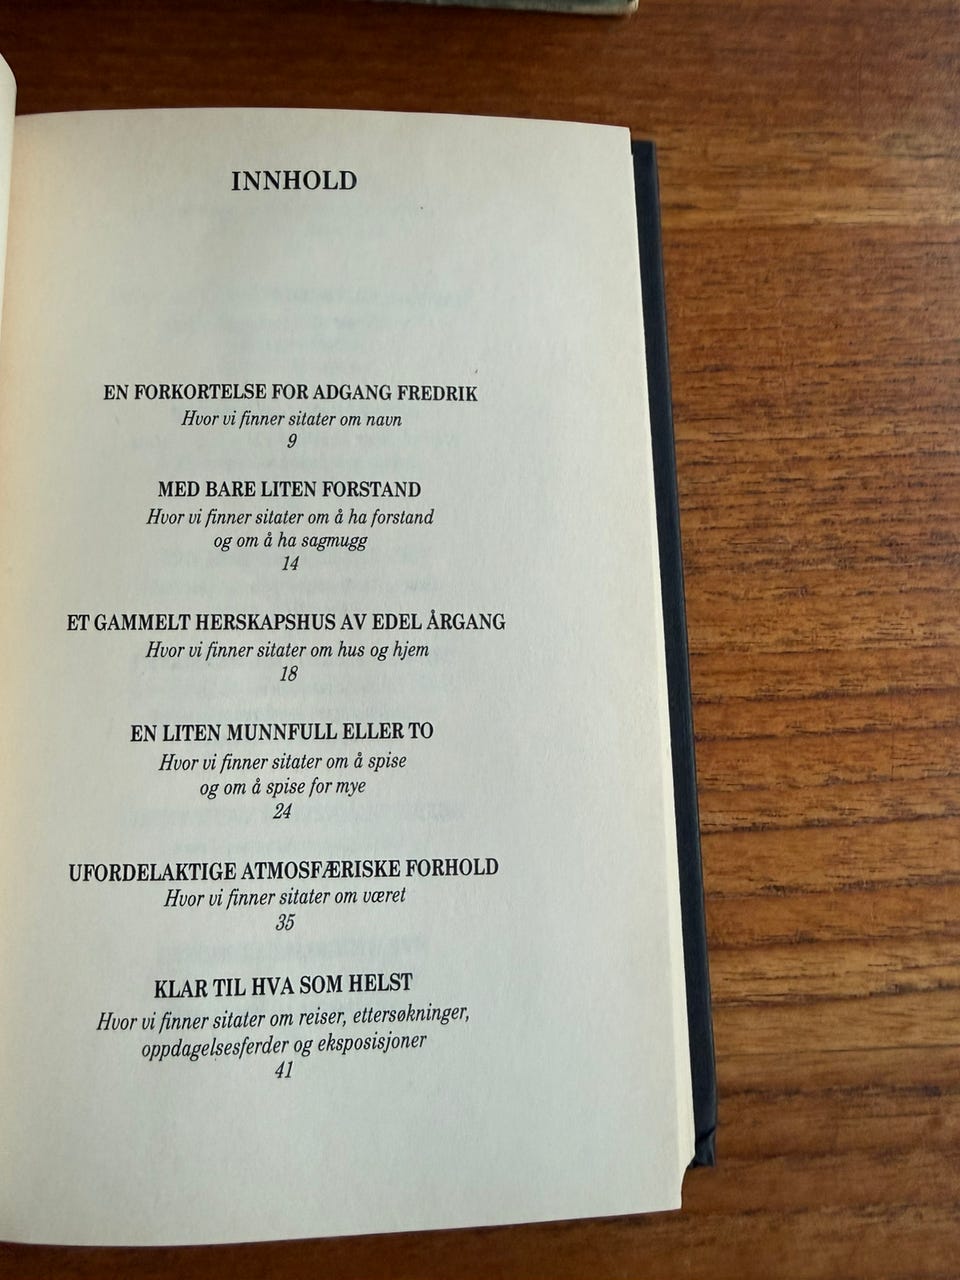 INNHOLD
EN FORKORTELSE FOR ADGANG FREDRIK
Hvor vi finner sitater om navn
9
MED BARE LITEN FORSTAND
Hvor vi finner sitater om å ha forstand
og om å ha sagmugg
14
ET GAMMELT HERSKAPSHUS AV EDEL ÅRGANG
Hvor vi finner sitater om hus og hjem
18
EN LITEN MUNNFULL ELLER TO
Hvor vi finner sitater om å spise
og om å spise for mye
24
UFORDELAKTIGE ATMOSFÆRISKE FORHOLD
Hvor vi finner sitater om været
35
KLAR TIL HVA SOM HELST
Hvor vi finner sitater om reiser, ettersøkninger,
oppdagelsesferder og eksposisjoner
41